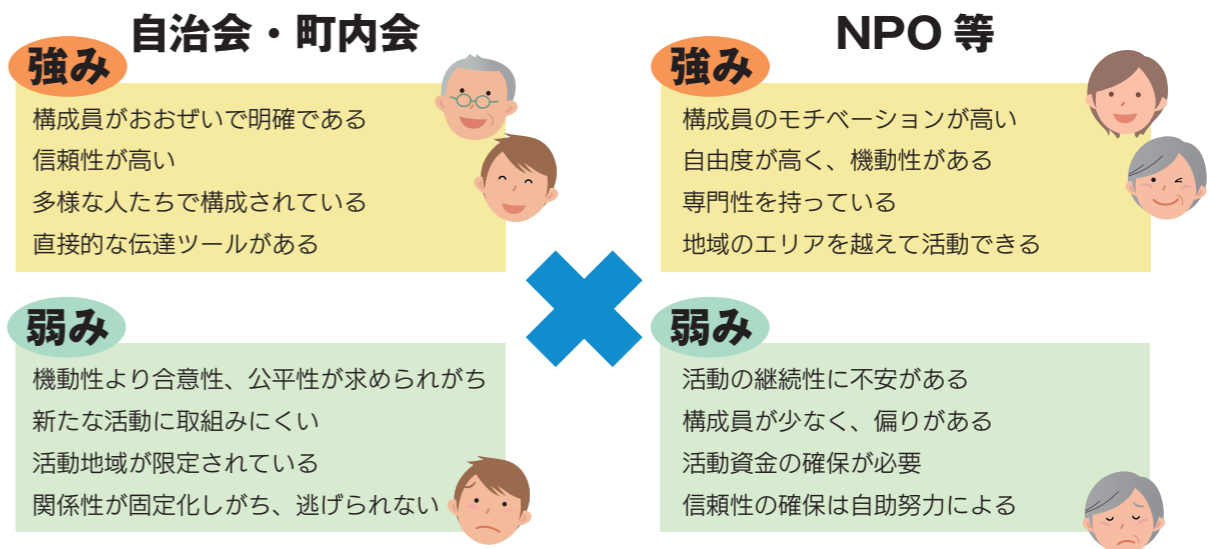 自治会・町内会
強み
構成員がおおぜいで明確である
信頼性が高い
多様な人たちで構成されている
直接的な伝達ツールがある
弱み
機動性より合意性、公平性が求められがち
新たな活動に取組みにくい
活動地域が限定されている
関係性が固定化しがち、逃げられない
NPO 等
強み
構成員のモチベーションが高い
自由度が高く、機動性がある
専門性を持っている
地域のエリアを越えて活動できる
弱み
活動の継続性に不安がある
構成員が少なく、偏りがある
活動資金の確保が必要
信頼性の確保は自助努力による